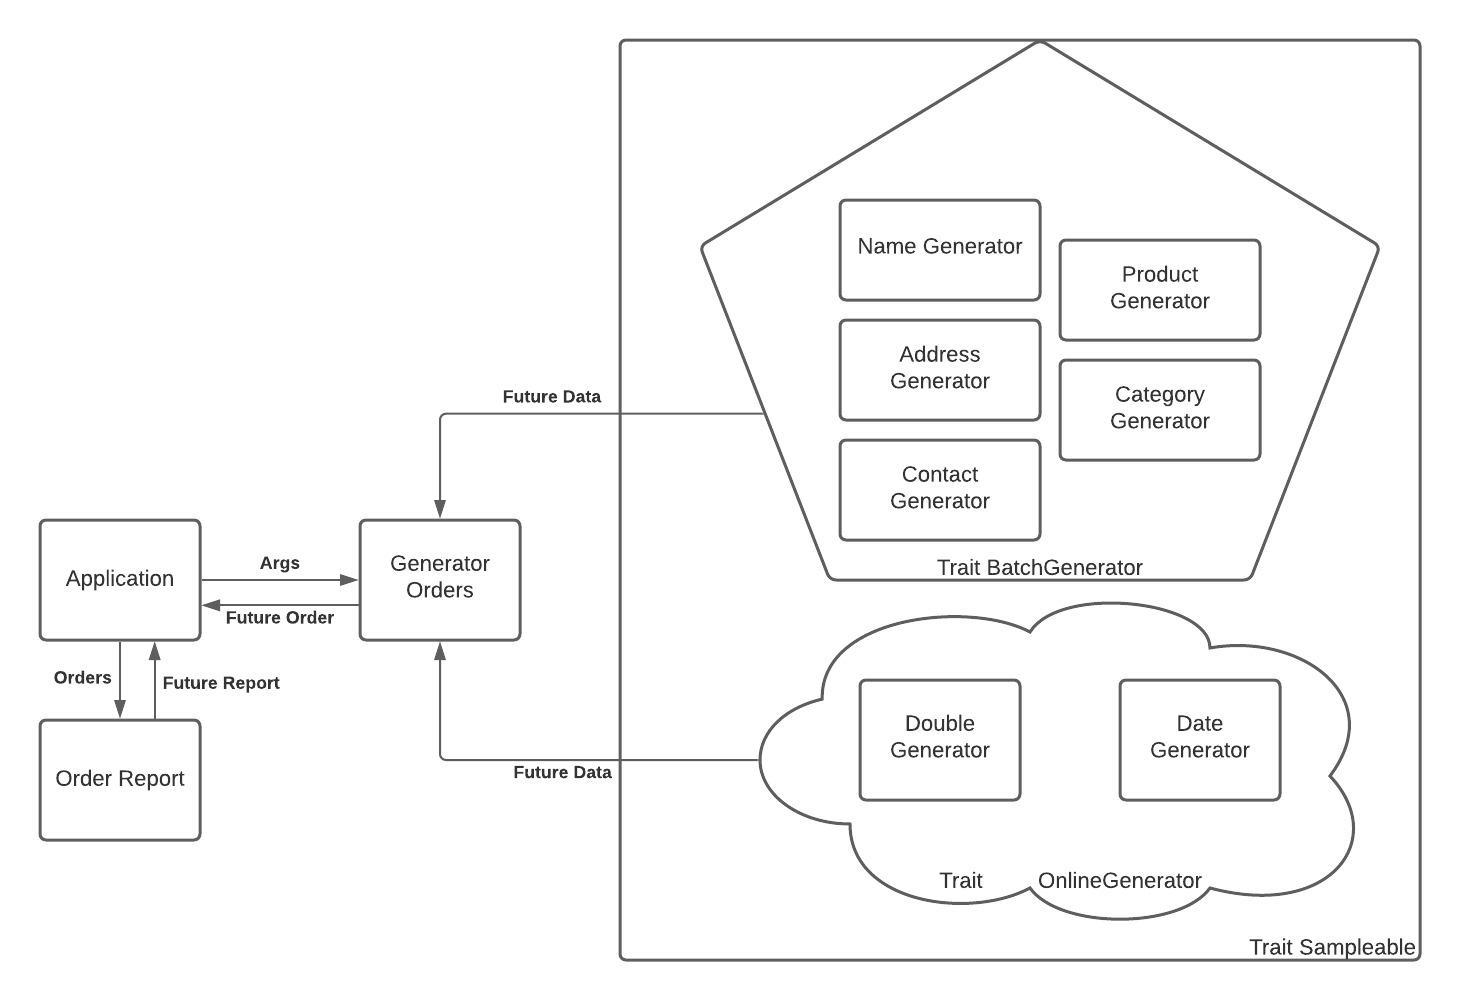 Name Generator
Product
Generator
Address
Generator
Category
Generator
Contact
Generator
Trait BatchGenerator
Future Data
Application
Args
Future Order
Generator
Orders
Orders
Future Report
Order Report
Future Data
Double
Generator
Date
Generator
Trait OnlineGenerator
Trait Sampleable